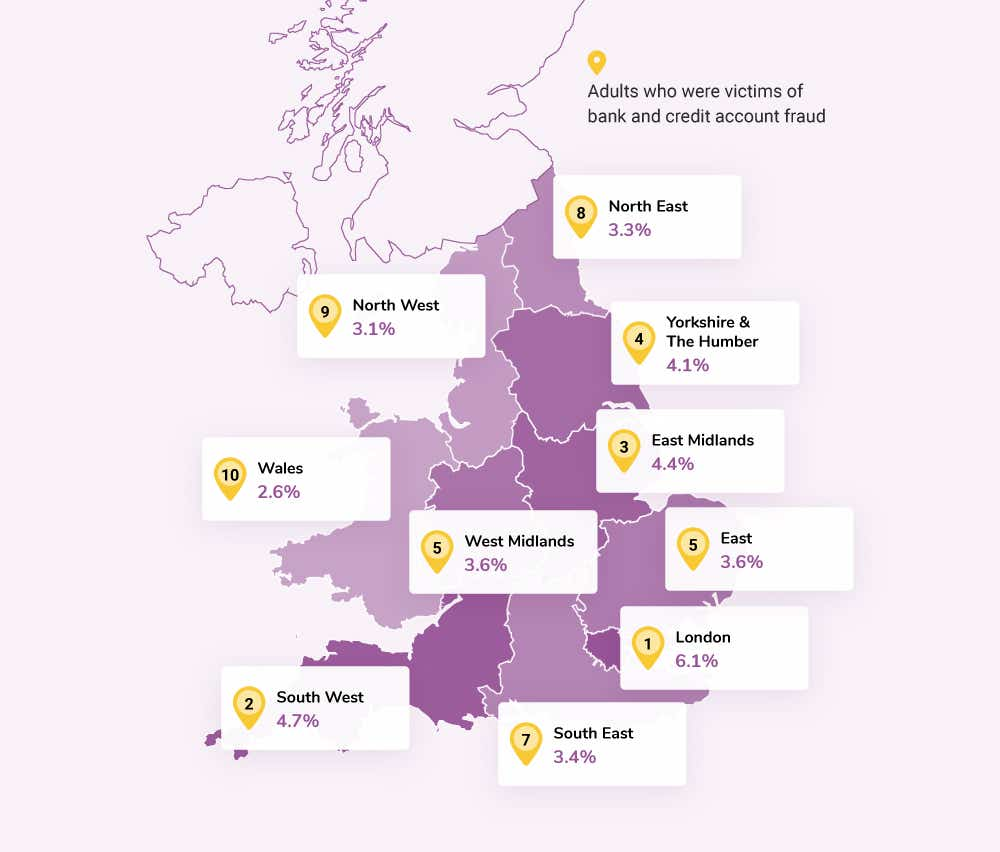 Adults who were victims of
bank and credit account fraud
8
North East
3.3%
9
North West
3.1%
4
Yorkshire &
The Humber
4.1%
3
East Midlands
4.4%
10
Wales
2.6%
5
West Midlands
3.6%
5
East
3.6%
1
London
6.1%
2
South West
4.7%
7
South East
3.4%